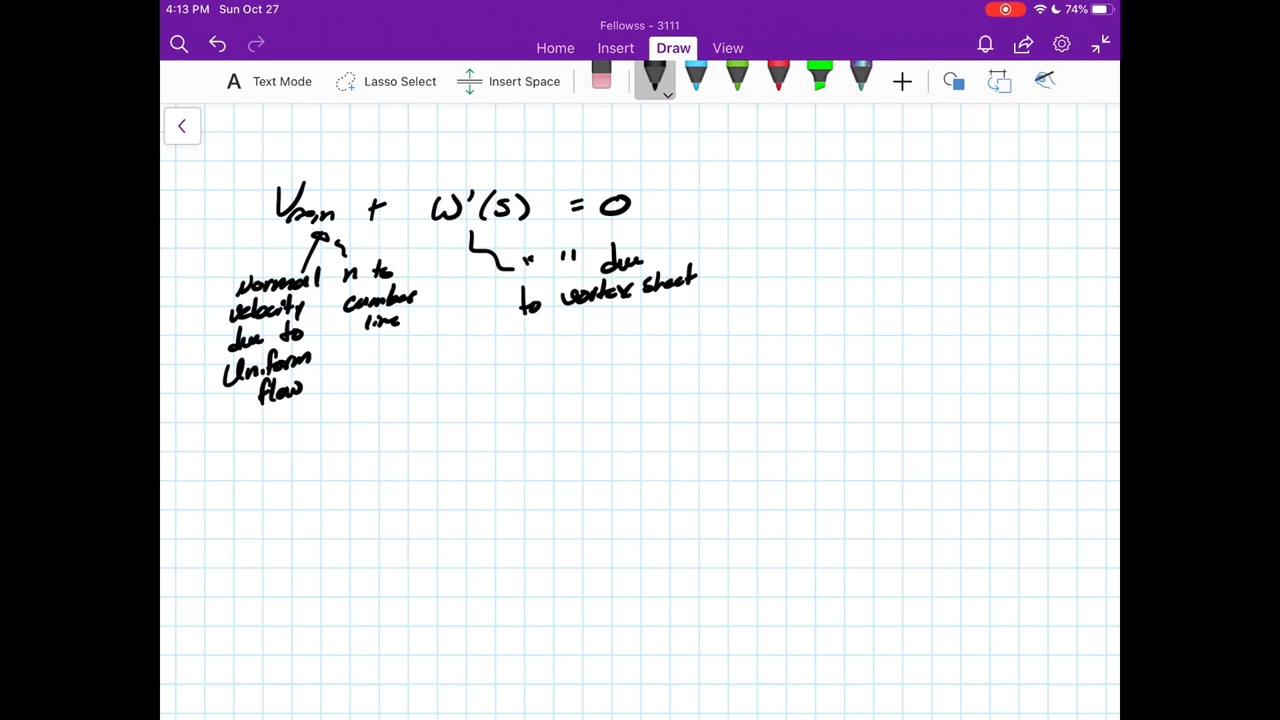 4:13 PM Sun Oct 27
74%
Fellowss - 3111
Home Insert Draw View
A Text Mode Lasso Select Insert Space
V∞,n + w'(s) = 0
Normal
velocity
due to
Uniform
flow
n to
camber
line
" " due
to vortex sheet